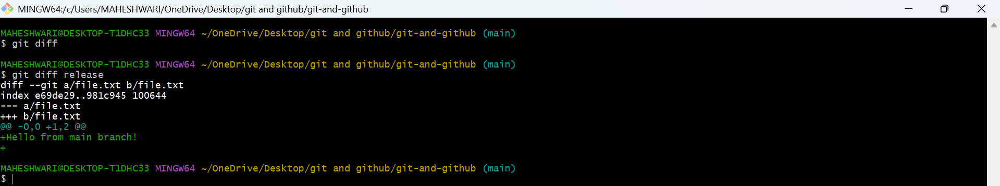 MINGW64:/c/Users/MAHESHWARI/OneDrive/Desktop/git and github/git-and-github
MAHESHWARI@DESKTOP-T1DHC33 MINGW64 ~/OneDrive/Desktop/git and github/git-and-github (main)
$ git diff
MAHESHWARI@DESKTOP-T1DHC33 MINGW64 ~/OneDrive/Desktop/git and github/git-and-github (main)
$ git diff release
diff --git a/file.txt b/file.txt
index e69de29..981c945 100644
--- a/file.txt
+++ b/file.txt
@@ -0,0 +1,2 @@
+Hello from main branch!
+
MAHESHWARI@DESKTOP-T1DHC33 MINGW64 ~/OneDrive/Desktop/git and github/git-and-github (main)
$